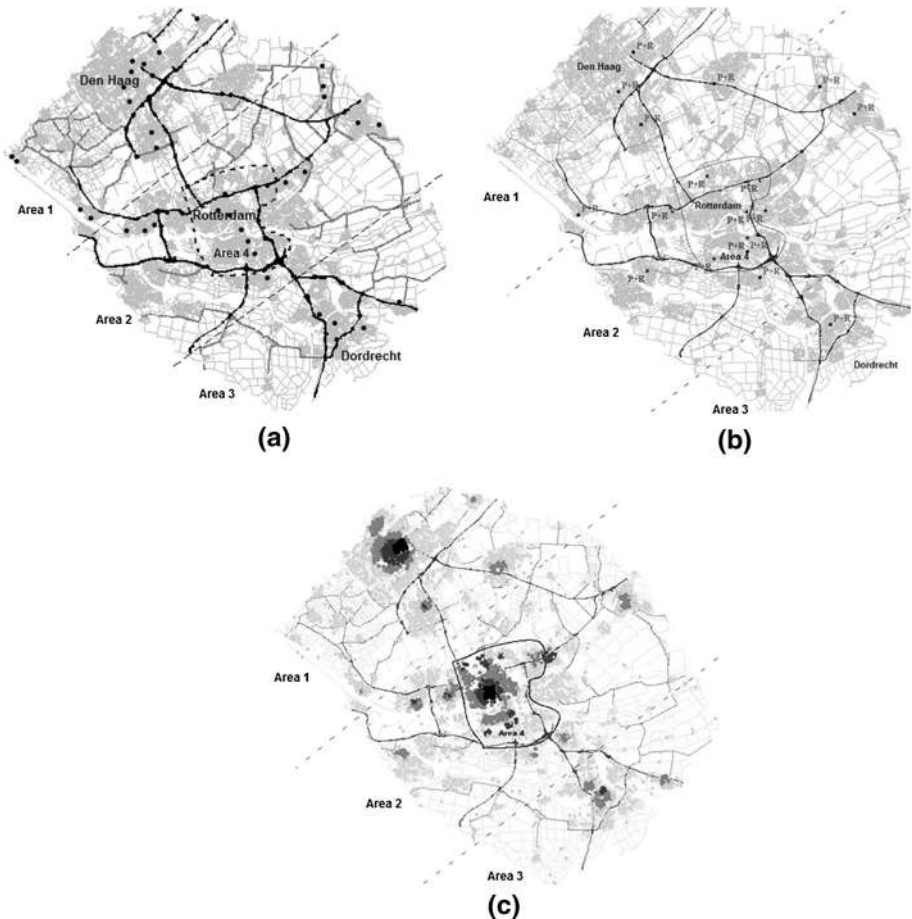 Den Haag
Area 1
Rotterdam
Area 4
Area 2
Dordrecht
Area 3
(a)
P+R
Den Haag
P+R
P+R
P+R
P+R
P+R
Area 1
P+R
P+R
Rotterdam
P+R
P+R
P+R
P+R
Area 4
P+R
P+R
Area 2
P+R
Dordrecht
Area 3
(b)
Area 1
Area 4
Area 2
Area 3
(c)